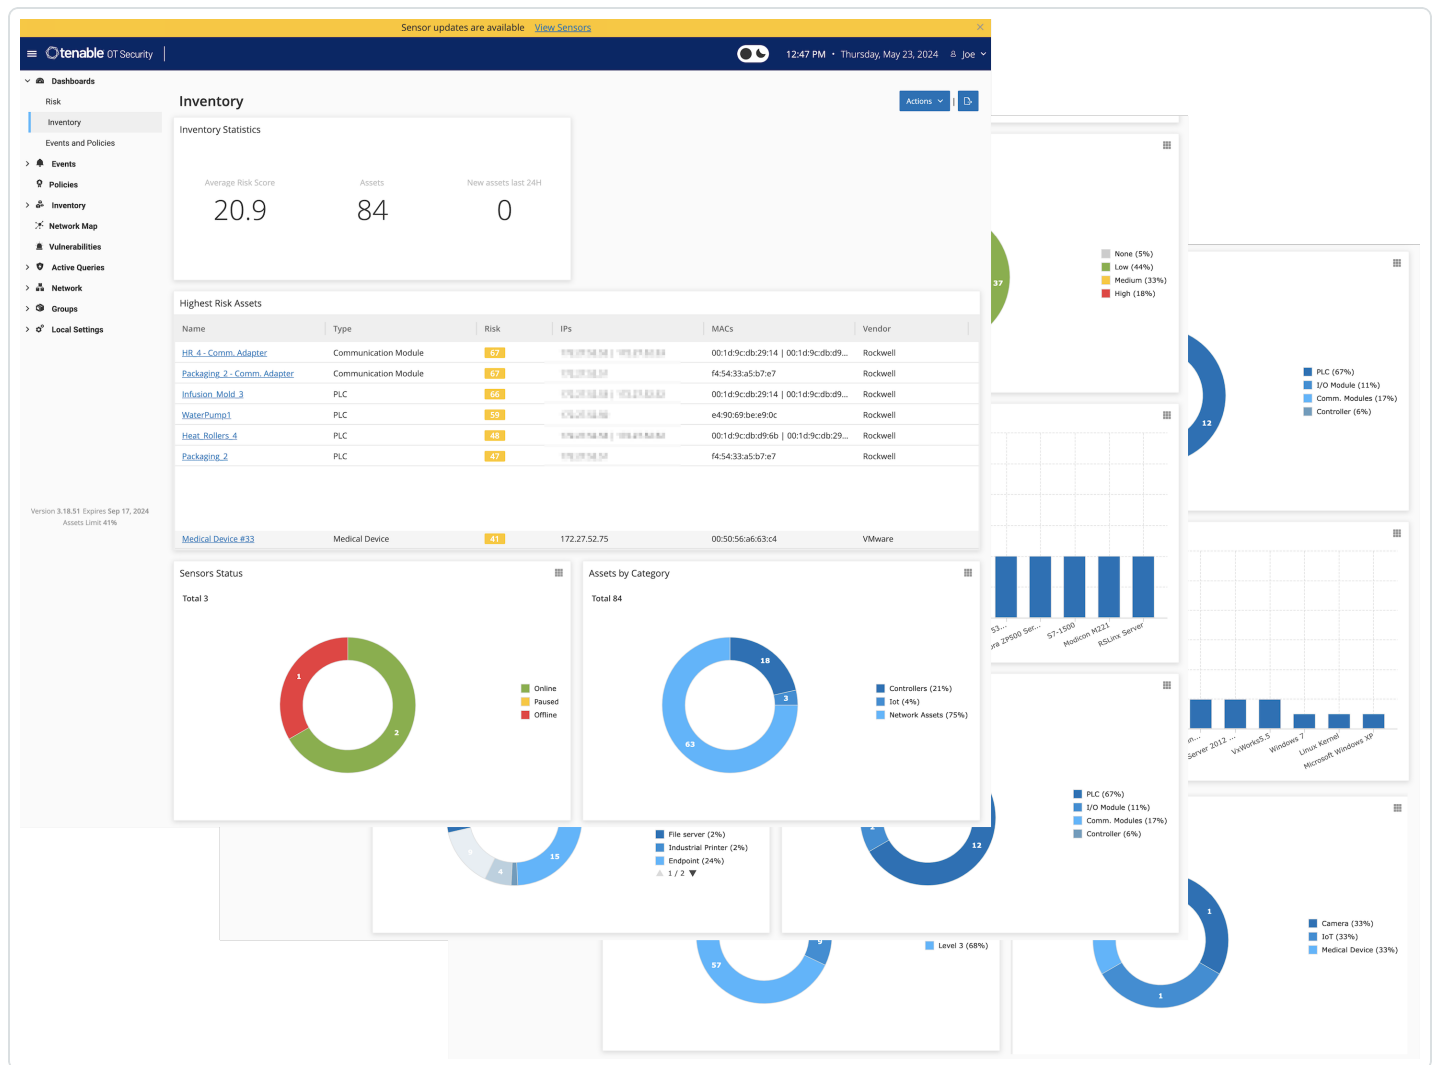 Sensor updates are available View Sensors
tenable OT Security
12:47 PM • Thursday, May 23, 2024 Joe
Dashboards
Risk
Inventory
Events and Policies
Events
Policies
Inventory
Network Map
Vulnerabilities
Active Queries
Network
Groups
Local Settings
Version 3.18.51 Expires Sep 17, 2024
Assets Limit 41%
Inventory
Actions
Inventory Statistics
Average Risk Score Assets New assets last 24H
20.9 84 0
Highest Risk Assets
Name Type Risk IPs MACs Vendor
HR_4 - Comm. Adapter Communication Module 67 00:1d:9c:db:29:14 | 00:1d:9c:db:d9... Rockwell
Packaging_2 - Comm. Adapter Communication Module 67 f4:54:33:a5:b7:e7 Rockwell
Infusion_Mold_3 PLC 66 00:1d:9c:db:29:14 | 00:1d:9c:db:d9... Rockwell
WaterPump1 PLC 59 e4:90:69:be:e9:0c Rockwell
Heat_Rollers_4 PLC 48 00:1d:9c:db:d9:6b | 00:1d:9c:db:29... Rockwell
Packaging_2 PLC 47 f4:54:33:a5:b7:e7 Rockwell
Medical Device #33 Medical Device 41 172.27.52.75 00:50:56:a6:63:c4 VMware
Sensors Status
Total 3
1
2
Online
Paused
Offline
Assets by Category
Total 84
18
3
63
Controllers (21%)
Iot (4%)
Network Assets (75%)
37
None (5%)
Low (44%)
Medium (33%)
High (18%)
S3...
ora ZP500 Ser...
S7-1500
Modicon M221
RSLinx Server
12
PLC (67%)
I/O Module (11%)
Comm. Modules (17%)
Controller (6%)
4
15
File server (2%)
Industrial Printer (2%)
Endpoint (24%)
1 / 2
12
PLC (67%)
I/O Module (11%)
Comm. Modules (17%)
Controller (6%)
Server 2012 ...
VxWorks5.5
Windows 7
Linux Kernel
Microsoft Windows XP
57
9
Level 3 (68%)
1
1
Camera (33%)
IoT (33%)
Medical Device (33%)